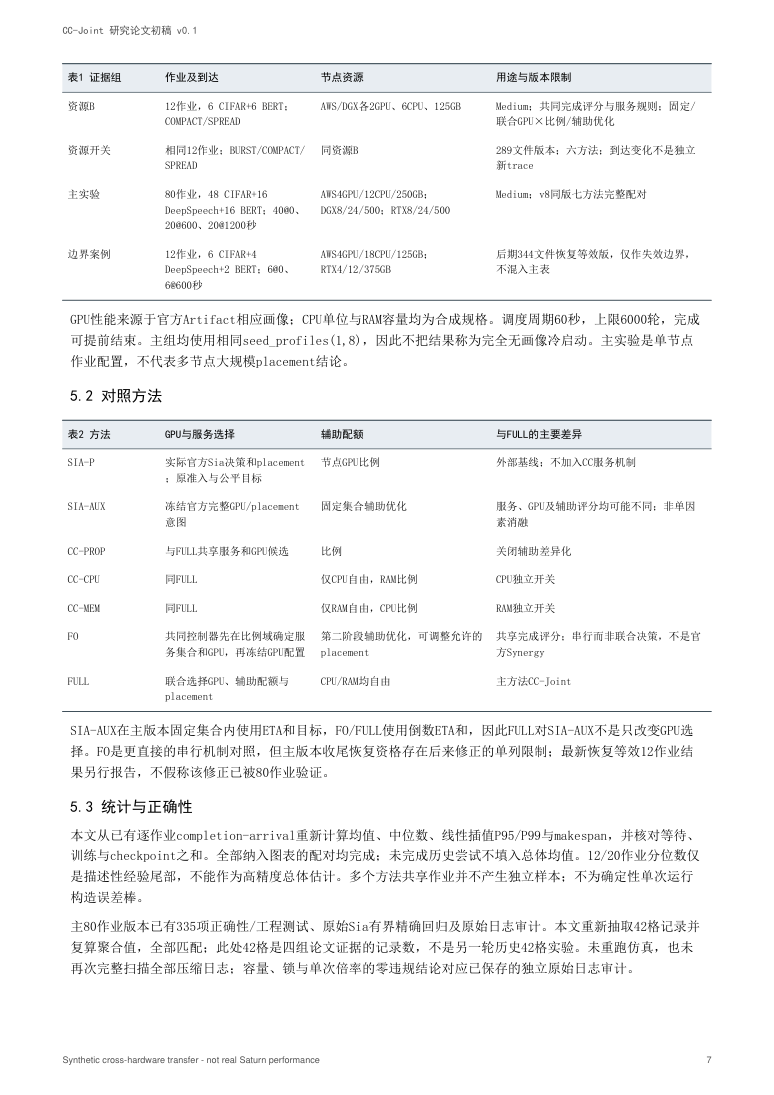 CC-Joint 研究论文初稿 v0.1
表1 证据组 作业及到达 节点资源 用途与版本限制
资源B 12作业，6 CIFAR+6 BERT； AWS/DGX各2GPU、6CPU、125GB Medium；共同完成评分与服务规则；固定/
COMPACT/SPREAD 联合GPU×比例/辅助优化
资源开关 相同12作业；BURST/COMPACT/ 同资源B 289文件版本；六方法；到达变化不是独立
SPREAD 新trace
主实验 80作业，48 CIFAR+16 AWS4GPU/12CPU/250GB； Medium；v8同版七方法完整配对
DeepSpeech+16 BERT；40@0、 DGX8/24/500；RTX8/24/500
20@600、20@1200秒
边界案例 12作业，6 CIFAR+4 AWS4GPU/18CPU/125GB； 后期344文件恢复等效版，仅作失效边界，
DeepSpeech+2 BERT；6@0、 RTX4/12/375GB 不混入主表
6@600秒
GPU性能来源于官方Artifact相应画像；CPU单位与RAM容量均为合成规格。调度周期60秒，上限6000轮，完成
可提前结束。主组均使用相同seed_profiles(1,8)，因此不把结果称为完全无画像冷启动。主实验是单节点
作业配置，不代表多节点大规模placement结论。
5.2 对照方法
表2 方法 GPU与服务选择 辅助配额 与FULL的主要差异
SIA-P 实际官方Sia决策和placement 节点GPU比例 外部基线；不加入CC服务机制
；原准入与公平目标
SIA-AUX 冻结官方完整GPU/placement 固定集合辅助优化 服务、GPU及辅助评分均可能不同；非单因
意图 素消融
CC-PROP 与FULL共享服务和GPU候选 比例 关闭辅助差异化
CC-CPU 同FULL 仅CPU自由，RAM比例 CPU独立开关
CC-MEM 同FULL 仅RAM自由，CPU比例 RAM独立开关
FO 共同控制器先在比例域确定服 第二阶段辅助优化，可调整允许的 共享完成评分；串行而非联合决策，不是官
务集合和GPU，再冻结GPU配置 placement 方Synergy
FULL 联合选择GPU、辅助配额与 CPU/RAM均自由 主方法CC-Joint
placement
SIA-AUX在主版本固定集合内使用ETA和目标，FO/FULL使用倒数ETA和，因此FULL对SIA-AUX不是只改变GPU选
择。FO是更直接的串行机制对照，但主版本收尾恢复资格存在后来修正的单列限制；最新恢复等效12作业结
果另行报告，不假称该修正已被80作业验证。
5.3 统计与正确性
本文从已有逐作业completion-arrival重新计算均值、中位数、线性插值P95/P99与makespan，并核对等待、
训练与checkpoint之和。全部纳入图表的配对均完成；未完成历史尝试不填入总体均值。12/20作业分位数仅
是描述性经验尾部，不能作为高精度总体估计。多个方法共享作业并不产生独立样本；不为确定性单次运行
构造误差棒。
主80作业版本已有335项正确性/工程测试、原始Sia有界精确回归及原始日志审计。本文重新抽取42格记录并
复算聚合值，全部匹配；此处42格是四组论文证据的记录数，不是另一轮历史42格实验。未重跑仿真，也未
再次完整扫描全部压缩日志；容量、锁与单次倍率的零违规结论对应已保存的独立原始日志审计。
Synthetic cross-hardware transfer - not real Saturn performance 7